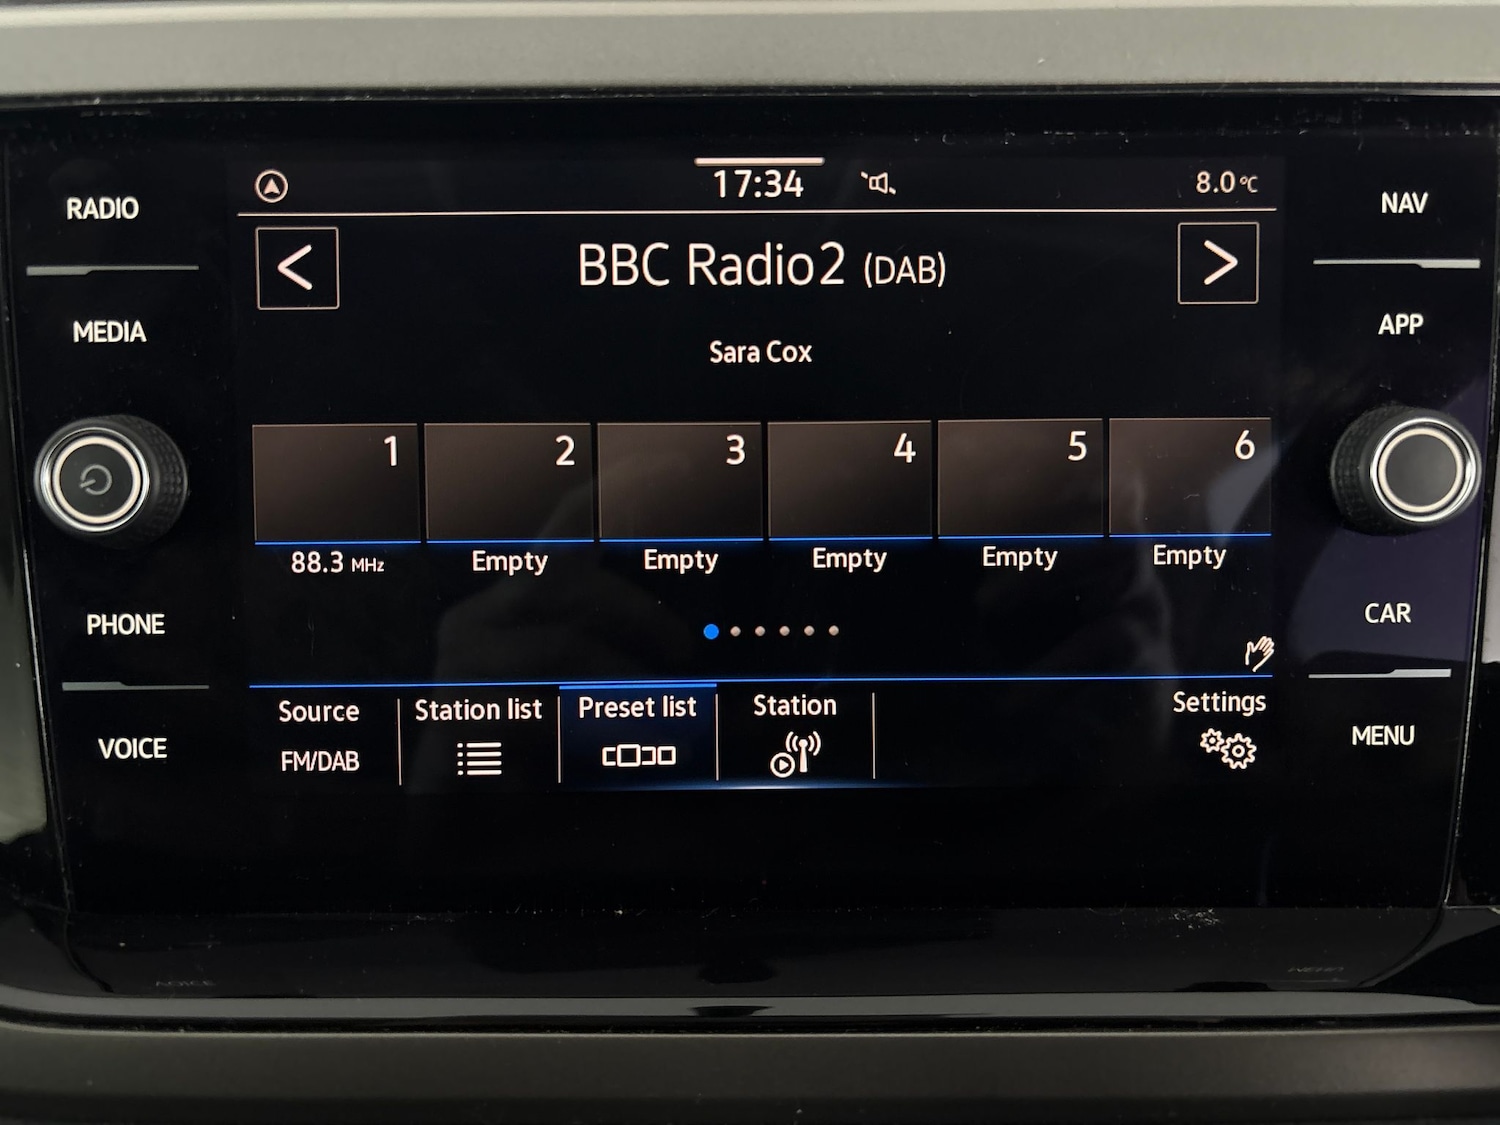 17:34
8.0°C
RADIO
MEDIA
PHONE
VOICE
BBC Radio2 (DAB)
Sara Cox
1 2 3 4 5 6
88.3 MHz Empty Empty Empty Empty Empty
Source Station list Preset list Station Settings
FM/DAB
NAV
APP
CAR
MENU